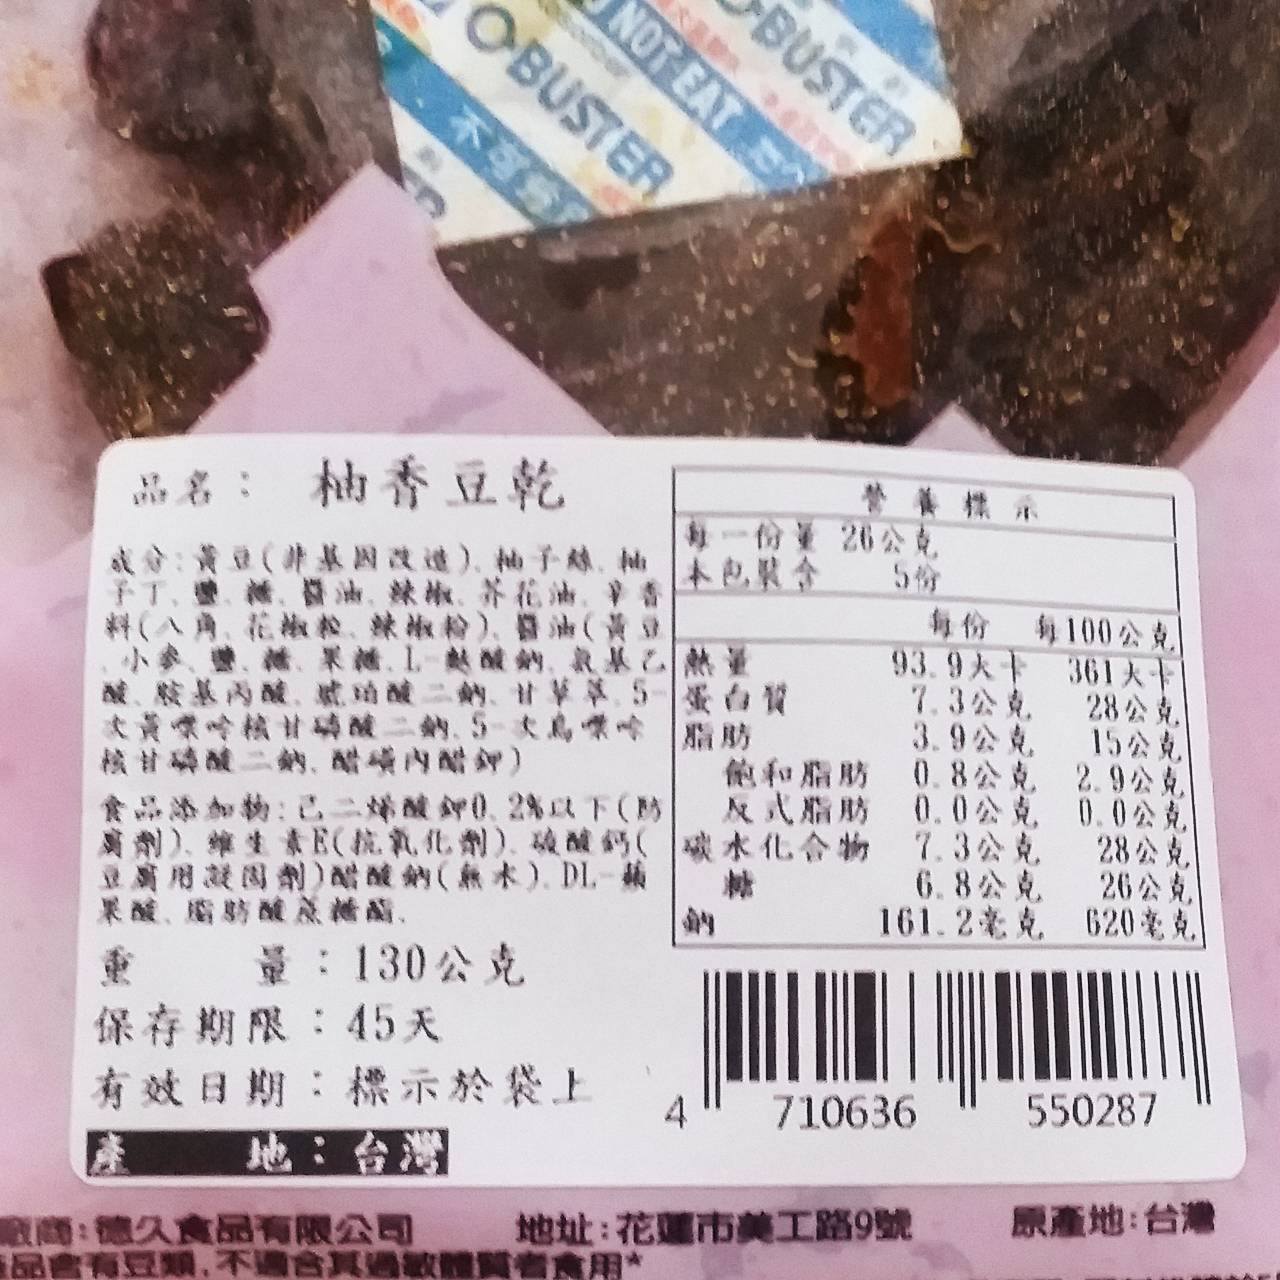 O-BUSTER
NOT EAT
O-BUSTER
不可食
品名： 柚香豆乾
成分:黃豆(非基因改造)、柚子絲、柚
子丁、鹽、糖、醬油、辣椒、芥花油、辛香
料(八角、花椒粉、辣椒粉)、醬油(黃豆
、小麥、鹽、糖、果糖、L-麩酸鈉、氨基乙
酸、胺基丙酸、琥珀酸二鈉、甘草萃、5-
次黃嘌呤核甘磷酸二鈉、5-次鳥嘌呤
核甘磷酸二鈉、醋磺內醋鉀)
食品添加物:己二烯酸鉀0.2%以下(防
腐劑)、維生素E(抗氧化劑)、硫酸鈣(
豆腐用凝固劑)醋酸鈉(無水)、DL-蘋
果酸、脂肪酸蔗糖酯.
重 量：130公克
保存期限：45天
有效日期：標示於袋上
產 地：台灣
營養標示
每一份量 26公克
本包裝含 5份
每份 每100公克
熱量 93.9大卡 361大卡
蛋白質 7.3公克 28公克
脂肪 3.9公克 15公克
飽和脂肪 0.8公克 2.9公克
反式脂肪 0.0公克 0.0公克
碳水化合物 7.3公克 28公克
糖 6.8公克 26公克
鈉 161.2毫克 620毫克
4 710636 550287
廠商:德久食品有限公司 地址:花蓮市美工路9號 原產地:台灣
品含有豆類,不適合其過敏體質者食用*